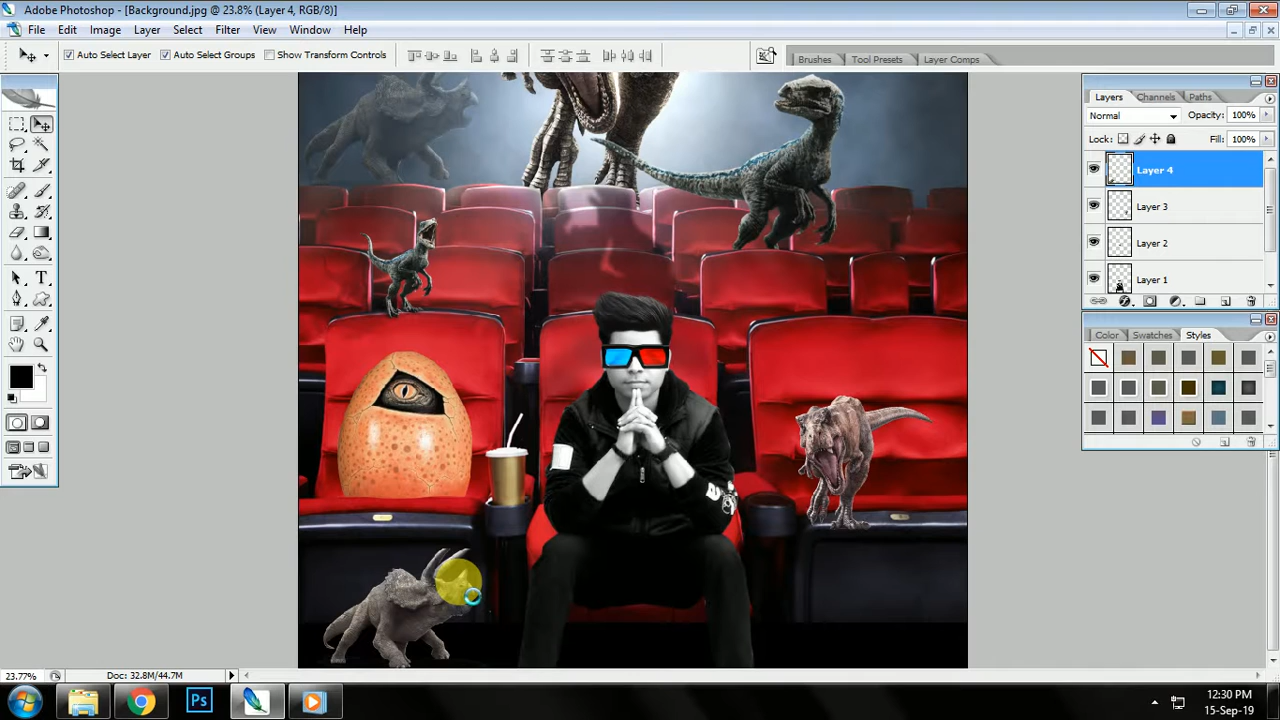 Adobe Photoshop - [Background.jpg @ 23.8% (Layer 4, RGB/8)]
File Edit Image Layer Select Filter View Window Help
Auto Select Layer Auto Select Groups Show Transform Controls Brushes Tool Presets Layer Comps
Layers Channels Paths
Normal Opacity: 100%
Lock: Fill: 100%
Layer 4
Layer 3
Layer 2
Layer 1
Color Swatches Styles
T
23.77% Doc: 32.8M/44.7M
Ps
12:30 PM
15-Sep-19